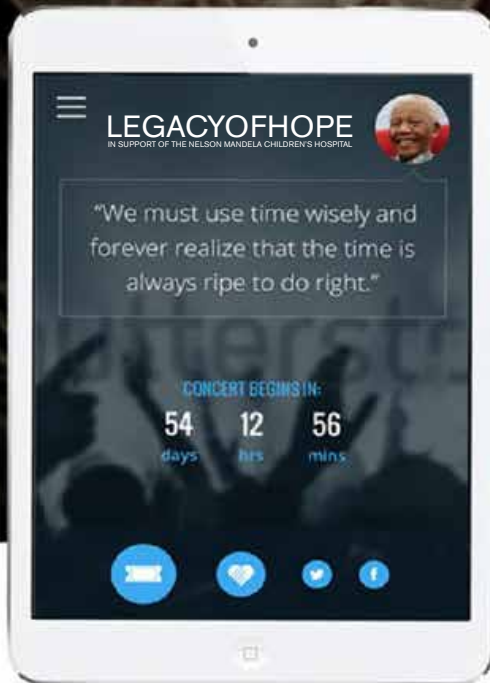 LEGACYOFHOPE
IN SUPPORT OF THE NELSON MANDELA CHILDREN'S HOSPITAL
“We must use time wisely and
forever realize that the time is
always ripe to do right.”
CONCERT BEGINS IN:
54 12 56
days hrs mins